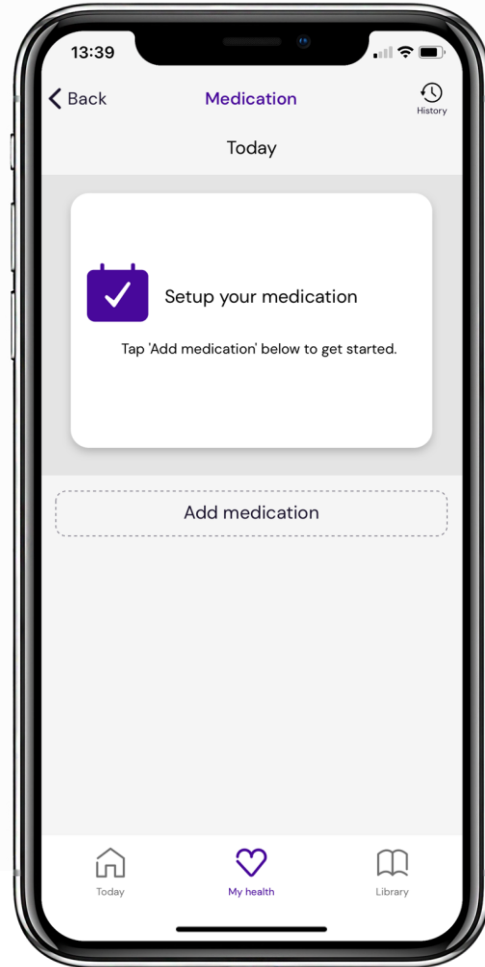 13:39
Back
Medication
History
Today
Setup your medication
Tap 'Add medication' below to get started.
Add medication
Today
My health
Library